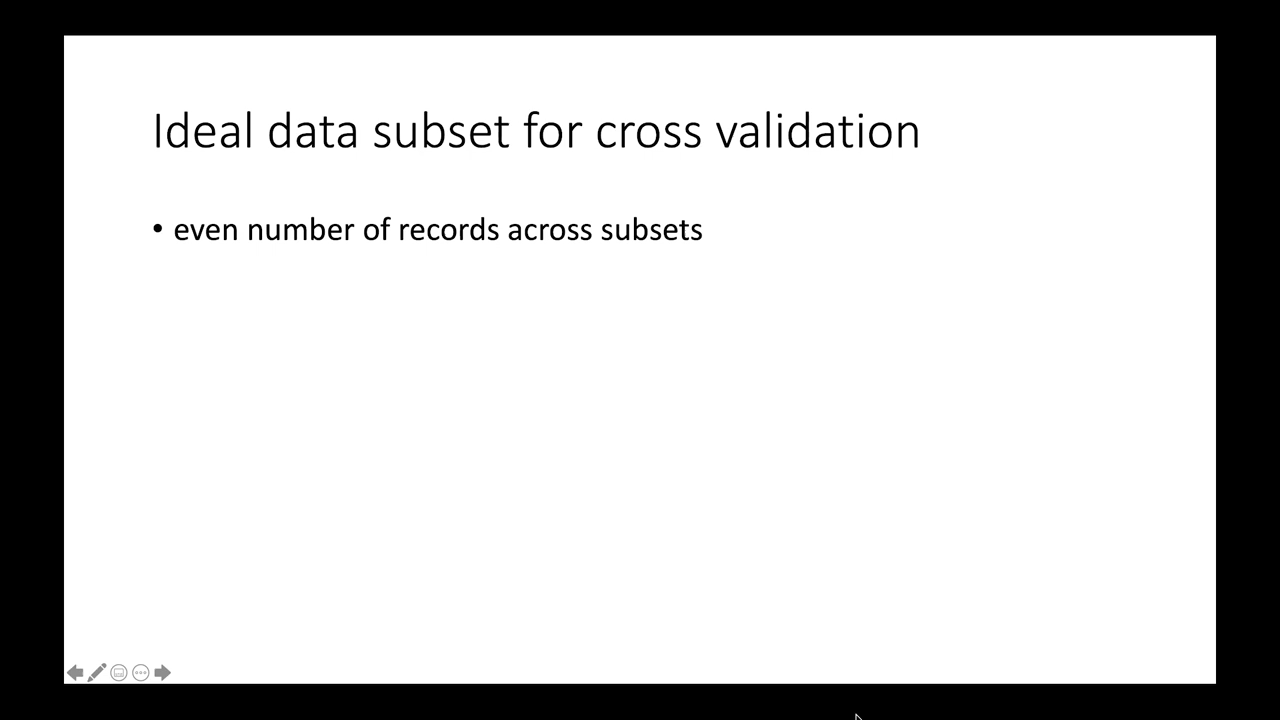 Ideal data subset for cross validation
• even number of records across subsets